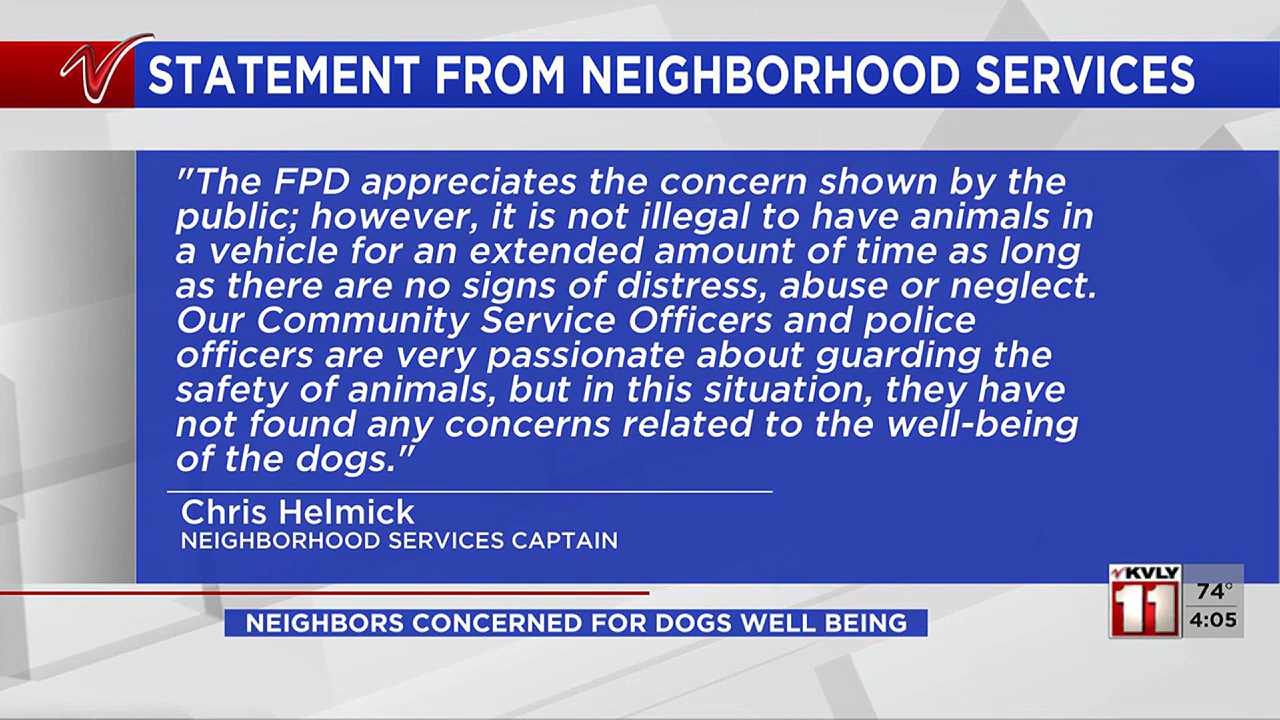 STATEMENT FROM NEIGHBORHOOD SERVICES
"The FPD appreciates the concern shown by the
public; however, it is not illegal to have animals in
a vehicle for an extended amount of time as long
as there are no signs of distress, abuse or neglect.
Our Community Service Officers and police
officers are very passionate about guarding the
safety of animals, but in this situation, they have
not found any concerns related to the well-being
of the dogs."
Chris Helmick
NEIGHBORHOOD SERVICES CAPTAIN
NEIGHBORS CONCERNED FOR DOGS WELL BEING
KVLY
11
74°
4:05